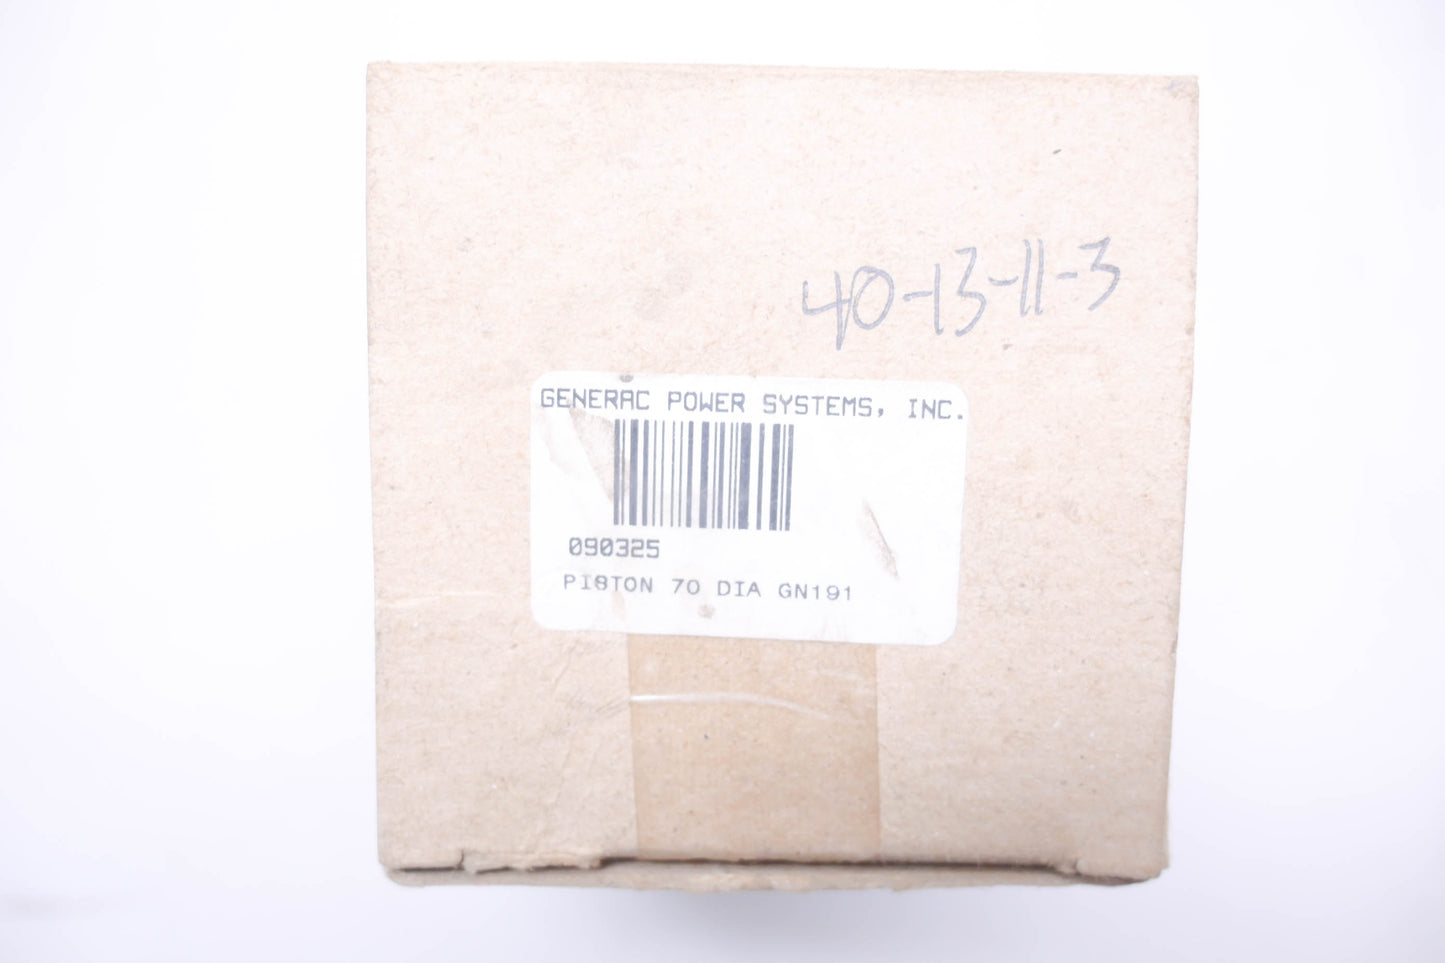 40-13-11-3
GENERAC POWER SYSTEMS, INC.
090325
PISTON 70 DIA GN191